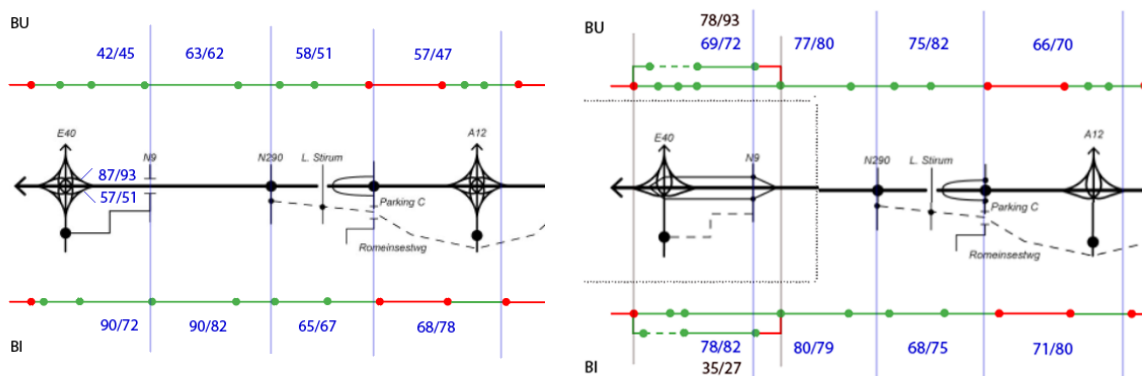 BU
42/45 63/62 58/51 57/47
E40
N9
N290
L. Stirum
A12
87/93
57/51
Parking C
Romeinsestwg
90/72 90/82 65/67 68/78
BI
78/93
BU
69/72 77/80 75/82 66/70
E40
N9
N290
L. Stirum
A12
Parking C
Romeinsestwg
78/82 80/79 68/75 71/80
35/27
BI